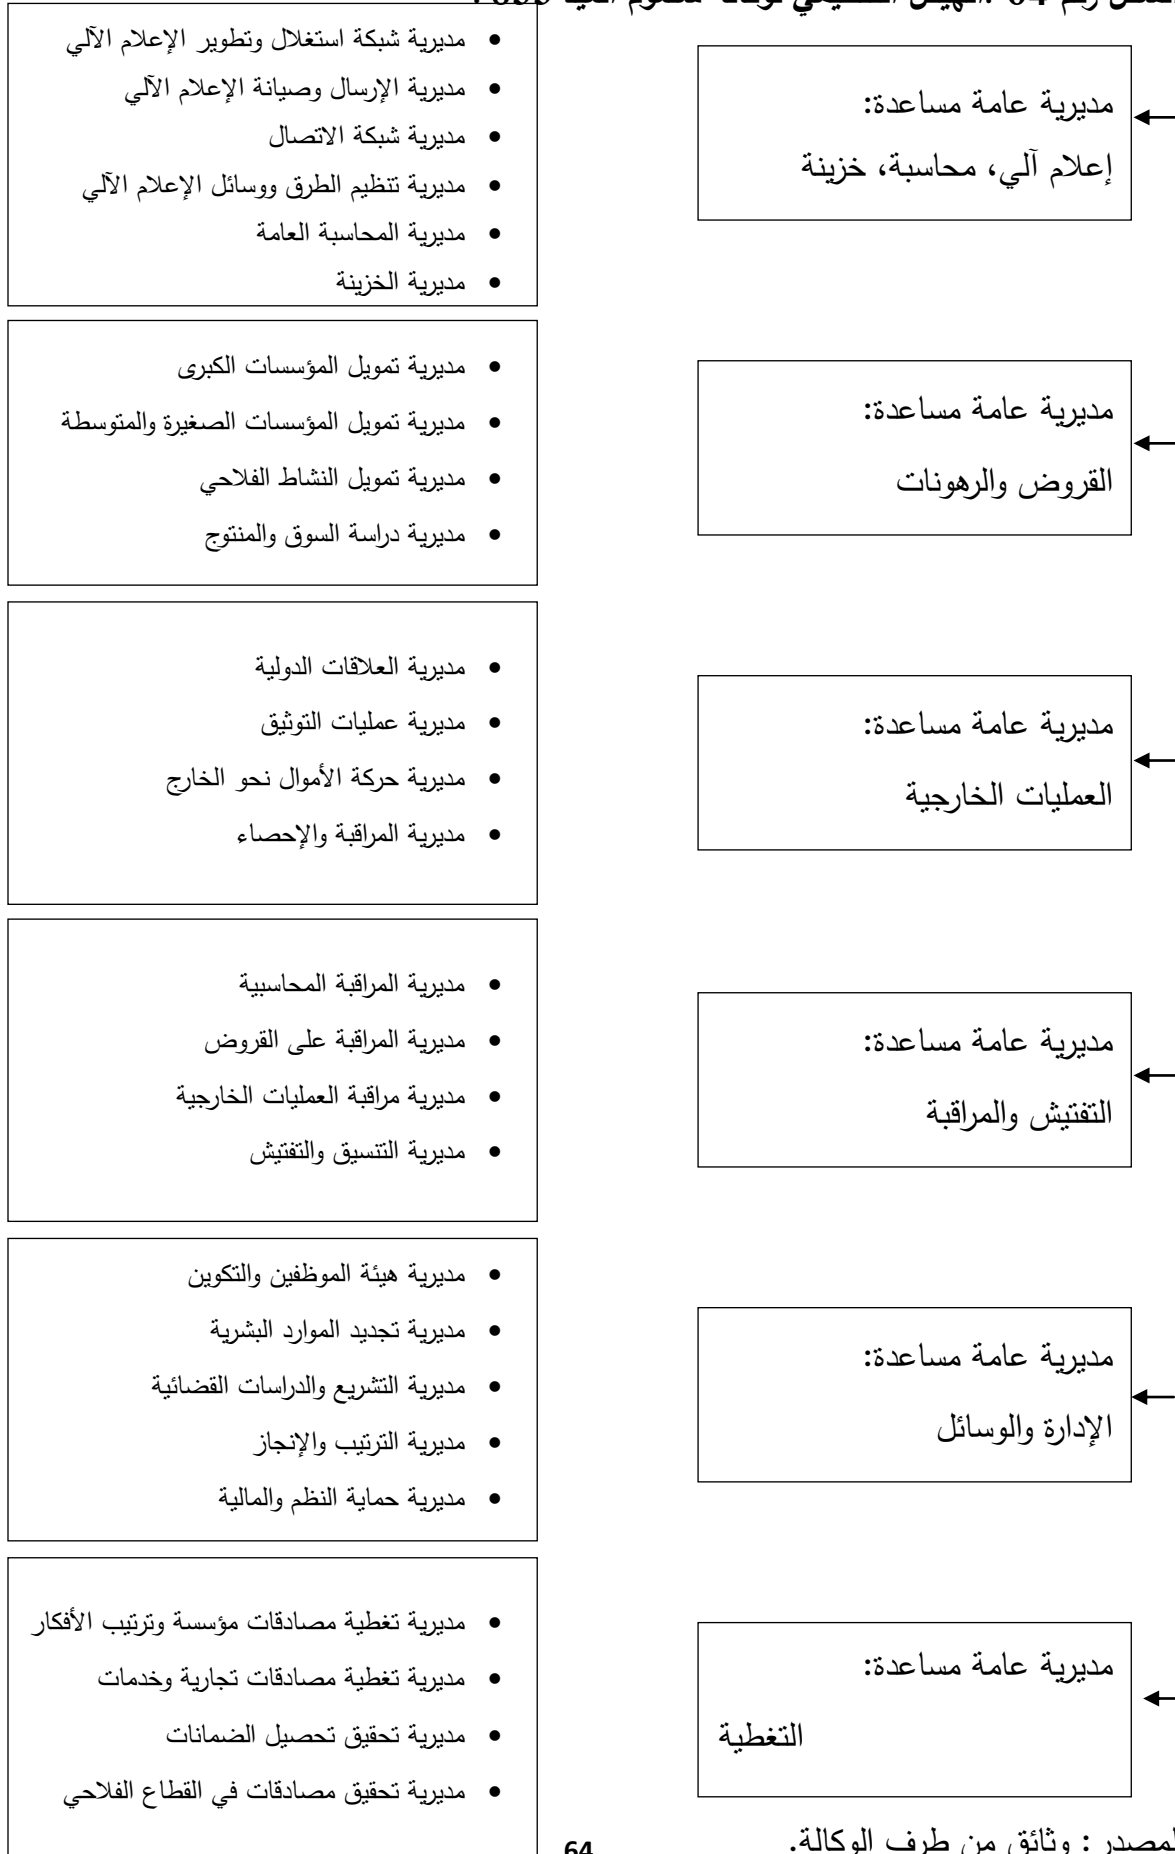 مديرية عامة مساعدة:
إعلام آلي، محاسبة، خزينة
• مديرية شبكة استغلال وتطوير الإعلام الآلي
• مديرية الإرسال وصيانة الإعلام الآلي
• مديرية شبكة الاتصال
• مديرية تنظيم الطرق ووسائل الإعلام الآلي
• مديرية المحاسبة العامة
• مديرية الخزينة
مديرية عامة مساعدة:
القروض والرهونات
• مديرية تمويل المؤسسات الكبرى
• مديرية تمويل المؤسسات الصغيرة والمتوسطة
• مديرية تمويل النشاط الفلاحي
• مديرية دراسة السوق والمنتوج
مديرية عامة مساعدة:
العمليات الخارجية
• مديرية العلاقات الدولية
• مديرية عمليات التوثيق
• مديرية حركة الأموال نحو الخارج
• مديرية المراقبة والإحصاء
مديرية عامة مساعدة:
التفتيش والمراقبة
• مديرية المراقبة المحاسبية
• مديرية المراقبة على القروض
• مديرية مراقبة العمليات الخارجية
• مديرية التنسيق والتفتيش
مديرية عامة مساعدة:
الإدارة والوسائل
• مديرية هيئة الموظفين والتكوين
• مديرية تجديد الموارد البشرية
• مديرية التشريع والدراسات القضائية
• مديرية الترتيب والإنجاز
• مديرية حماية النظم والمالية
مديرية عامة مساعدة:
التغطية
• مديرية تغطية مصادقات مؤسسة وترتيب الأفكار
• مديرية تغطية مصادقات تجارية وخدمات
• مديرية تحقيق تحصيل الضمانات
• مديرية تحقيق مصادقات في القطاع الفلاحي
المصدر : وثائق من طرف الوكالة.
64